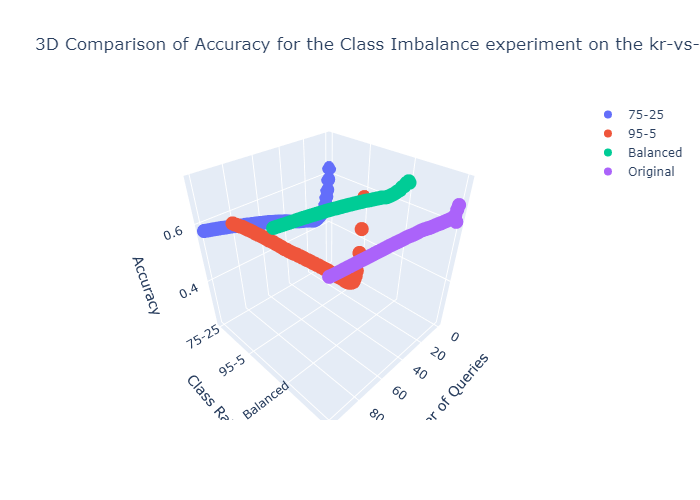 3D Comparison of Accuracy for the Class Imbalance experiment on the kr-vs-
75-25
95-5
Balanced
Original
0.6
0.4
Accuracy
75-25
95-5
Balanced
Class Ra
0
20
40
60
80
er of Queries